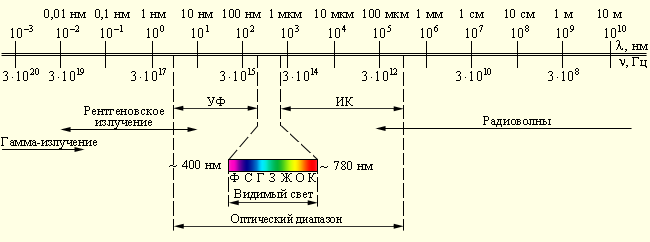 0,01 нм 0,1 нм 1 нм 10 нм 100 нм 1 мкм 10 мкм 100 мкм 1 мм 1 см 10 см 1 м 10 м
10⁻³ 10⁻² 10⁻¹ 10⁰ 10¹ 10² 10³ 10⁴ 10⁵ 10⁶ 10⁷ 10⁸ 10⁹ 10¹⁰ λ, нм
3·10²⁰ 3·10¹⁹ 3·10¹⁷ 3·10¹⁵ 3·10¹⁴ 3·10¹² 3·10¹⁰ 3·10⁸ ν, Гц
УФ ИК
Рентгеновское
излучение
Радиоволны
Гамма-излучение
~ 400 нм ~ 780 нм
Ф С Г З Ж О К
Видимый свет
Оптический диапазон